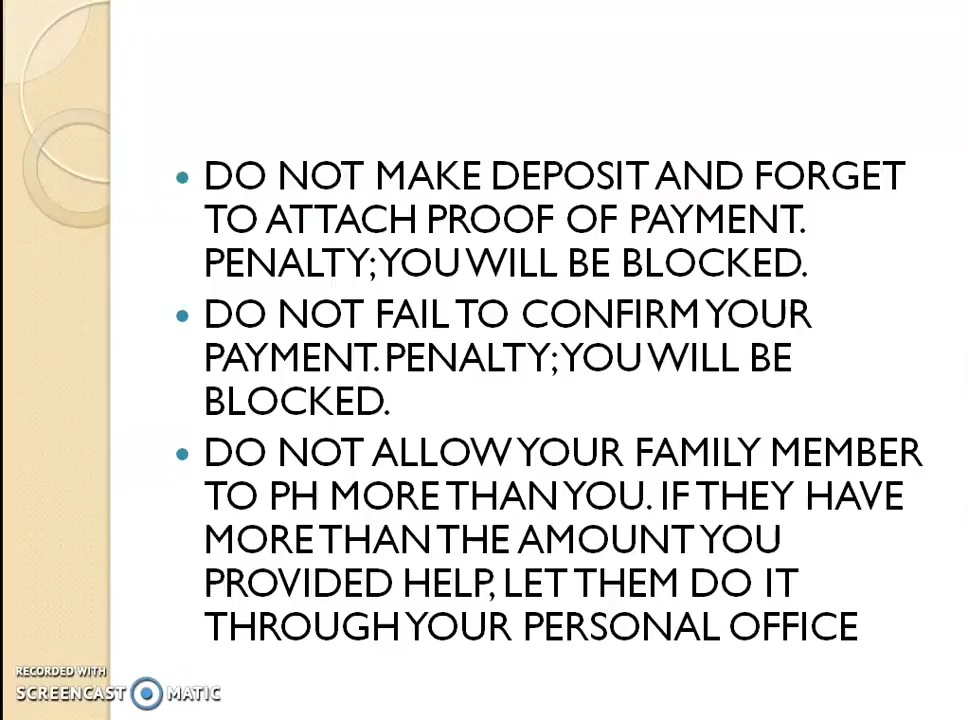 DO NOT MAKE DEPOSIT AND FORGET
TO ATTACH PROOF OF PAYMENT.
PENALTY; YOU WILL BE BLOCKED.
DO NOT FAIL TO CONFIRM YOUR
PAYMENT. PENALTY; YOU WILL BE
BLOCKED.
DO NOT ALLOW YOUR FAMILY MEMBER
TO PH MORE THAN YOU. IF THEY HAVE
MORE THAN THE AMOUNT YOU
PROVIDED HELP, LET THEM DO IT
THROUGH YOUR PERSONAL OFFICE
RECORDED WITH
SCREENCAST MATIC